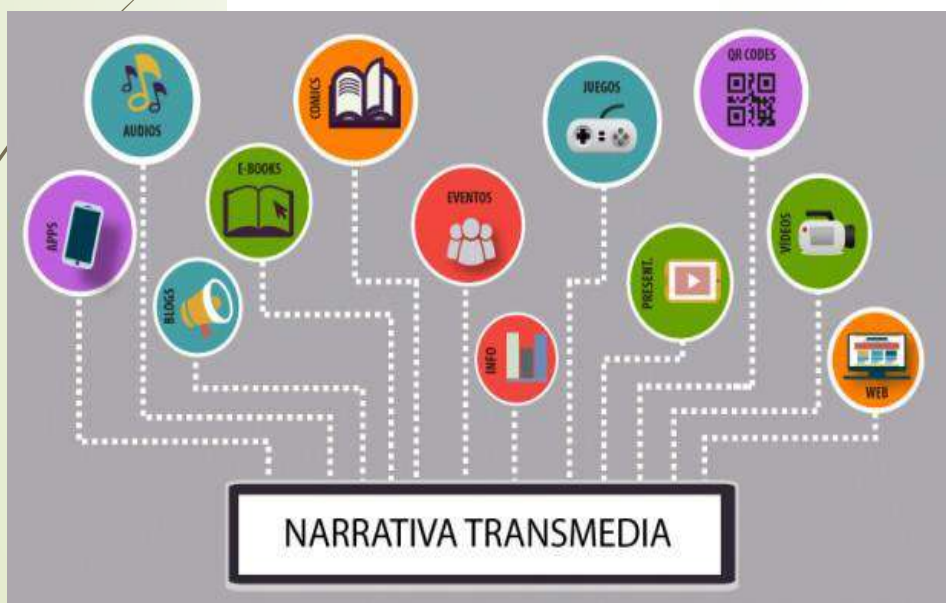 QR CODES
COMICS
JUEGOS
AUDIOS
E-BOOKS
EVENTOS
APPS
VIDEOS
PRESENT.
BLOGS
INFO
WEB
NARRATIVA TRANSMEDIA